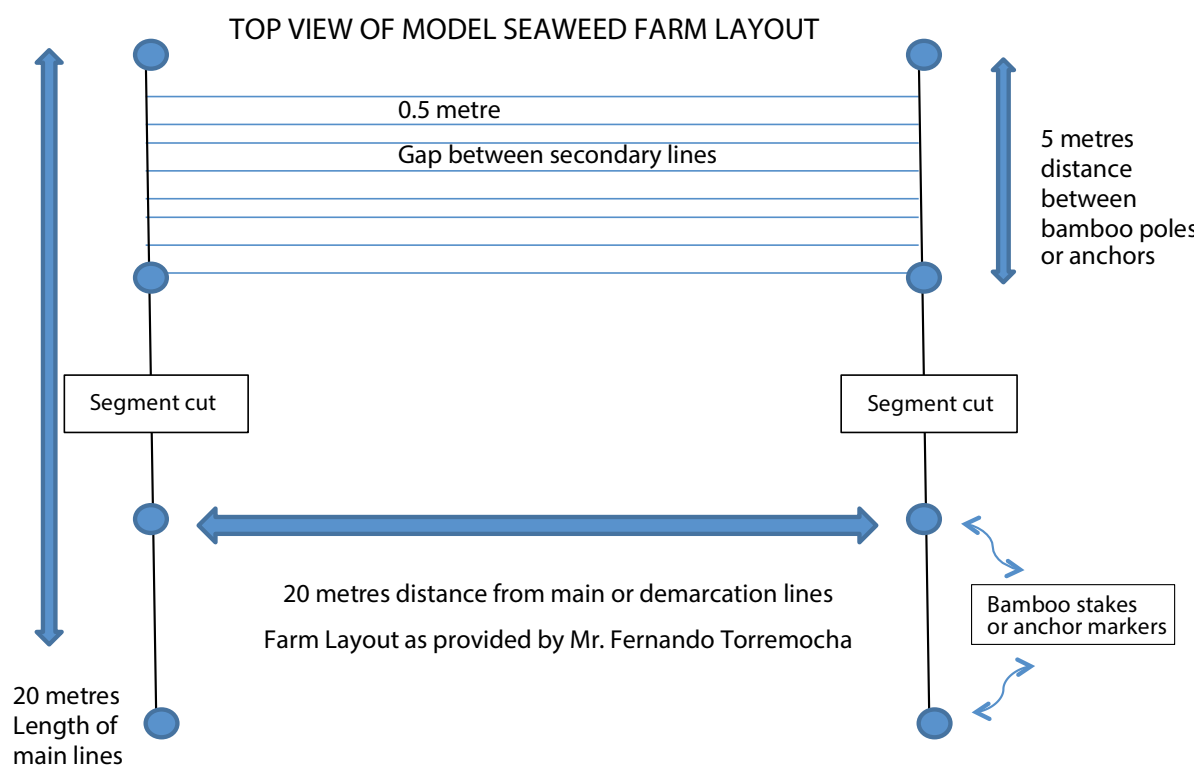 TOP VIEW OF MODEL SEAWEED FARM LAYOUT
0.5 metre
Gap between secondary lines
5 metres
distance
between
bamboo poles
or anchors
Segment cut
Segment cut
20 metres distance from main or demarcation lines
Farm Layout as provided by Mr. Fernando Torremocha
Bamboo stakes
or anchor markers
20 metres
Length of
main lines